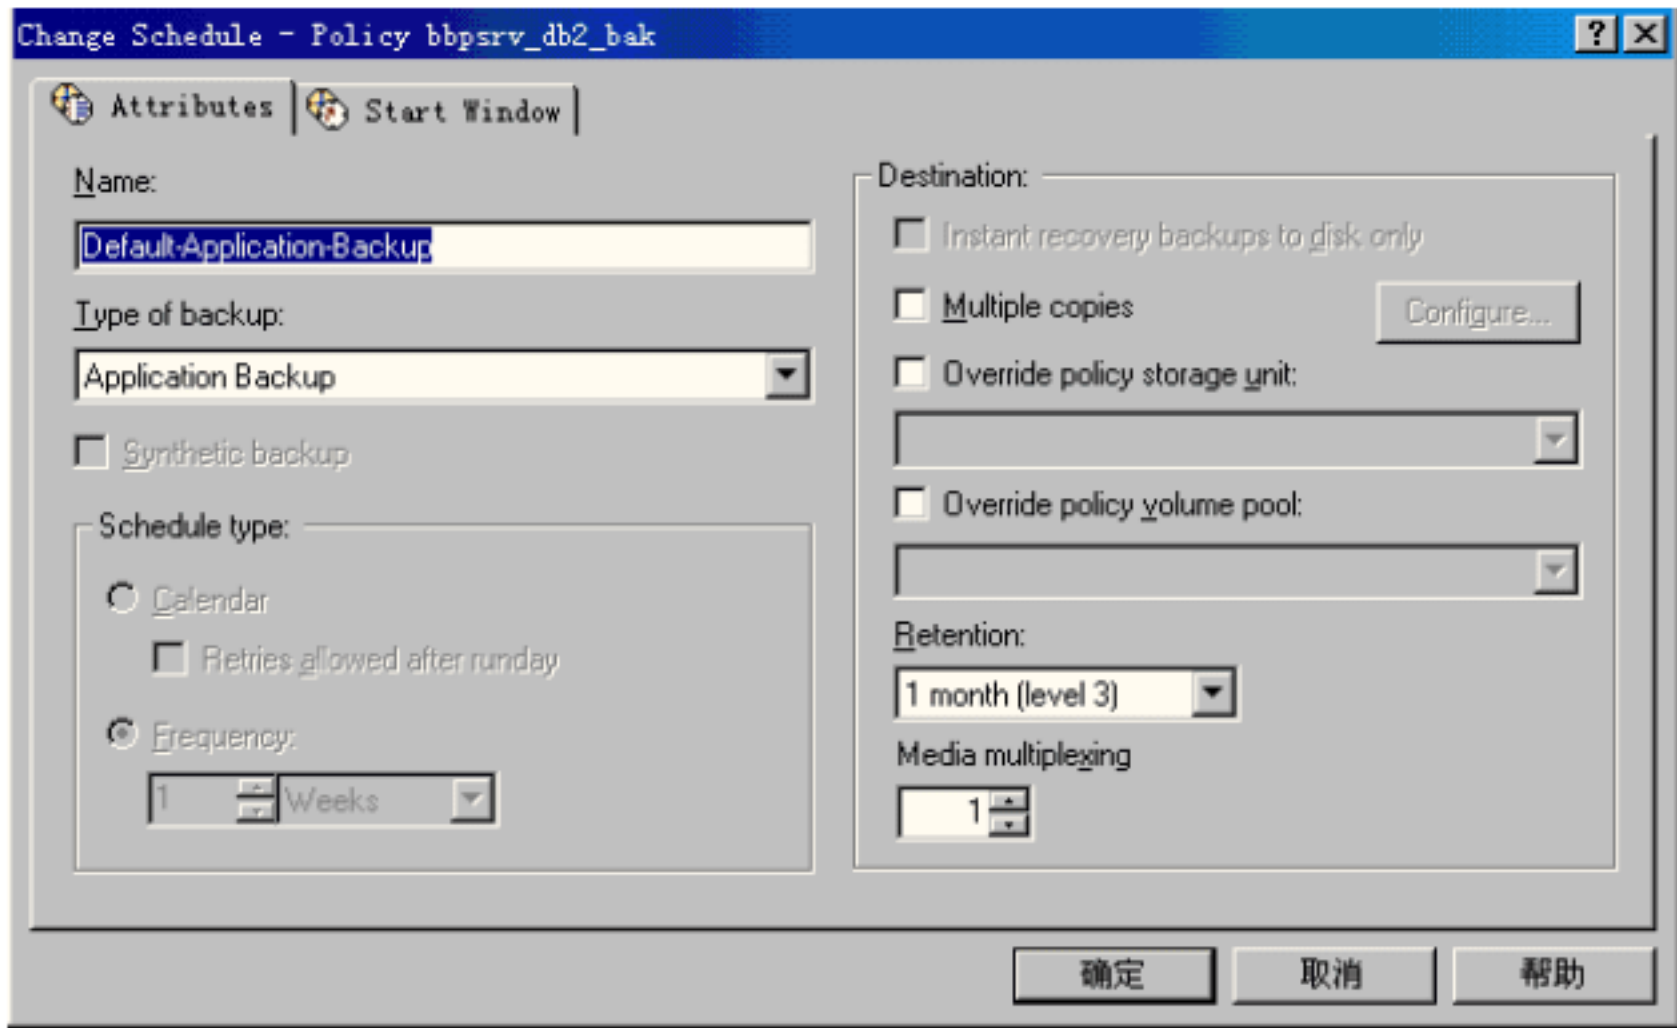 Change Schedule - Policy bbpsrv_db2_bak
Attributes
Start Window
Name:
Default-Application-Backup
Type of backup:
Application Backup
Synthetic backup
Schedule type:
Calendar
Retries allowed after runday
Frequency:
1 Weeks
Destination:
Instant recovery backups to disk only
Multiple copies
Configure...
Override policy storage unit:
Override policy volume pool:
Retention:
1 month (level 3)
Media multiplexing
1
确定
取消
帮助